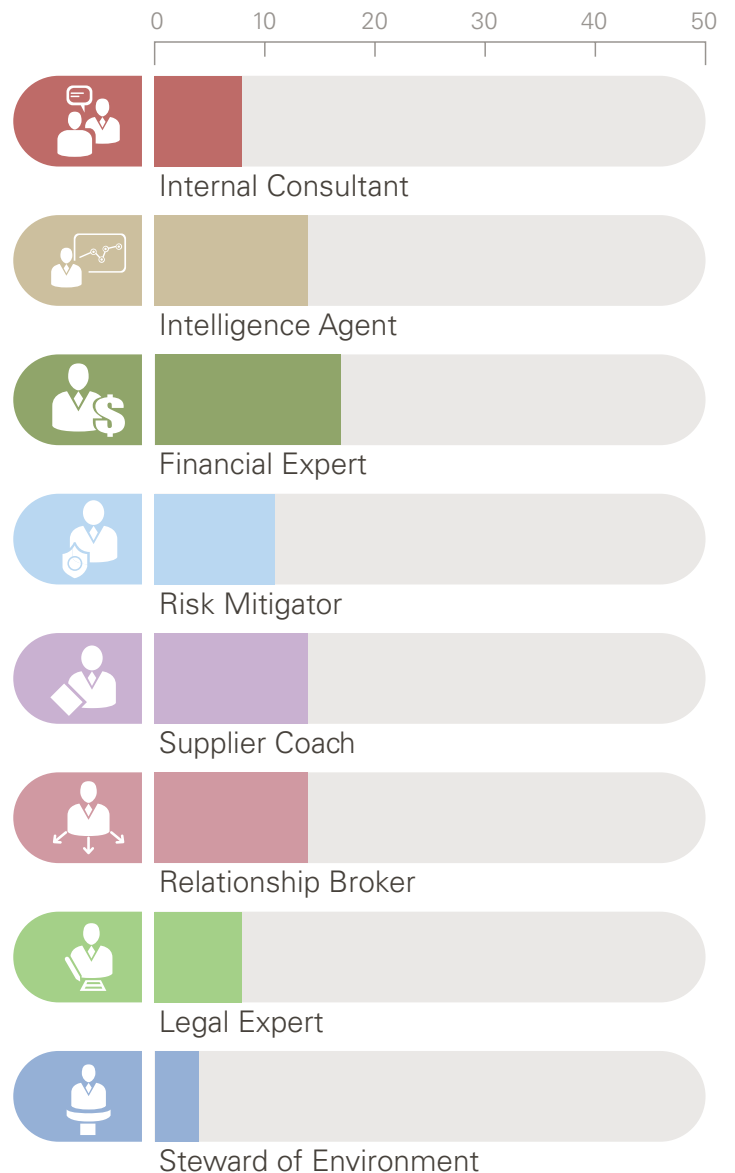 0 10 20 30 40 50
Internal Consultant
Intelligence Agent
$
Financial Expert
Risk Mitigator
Supplier Coach
Relationship Broker
Legal Expert
Steward of Environment